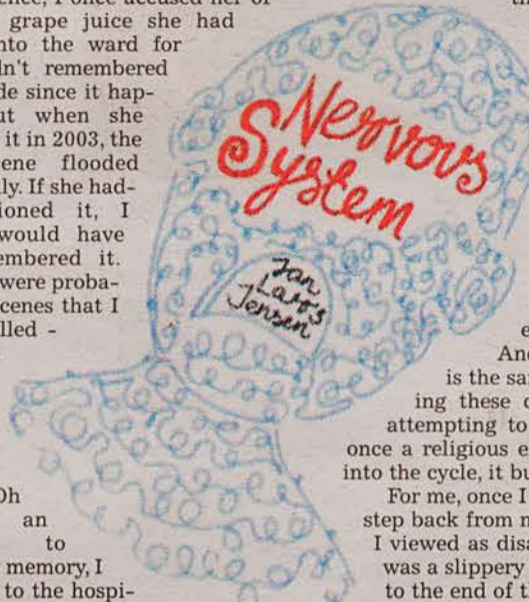 ence, I once accused her of
grape juice she had
nto the ward for
dn't remembered
de since it hap-
ut when she
it in 2003, the
ene flooded
ly. If she had-
ioned it, I
would have
embered it.
were proba-
cenes that I
lled -
Nervous
System
Jan
Lars
Jensen
e
And
is the sa
ing these
attempting to
once a religious e
into the cycle, it bu
For me, once I
step back from
I viewed as disa
was a slippery
to the end of t
Oh
an
to
memory, I
to the hospi-